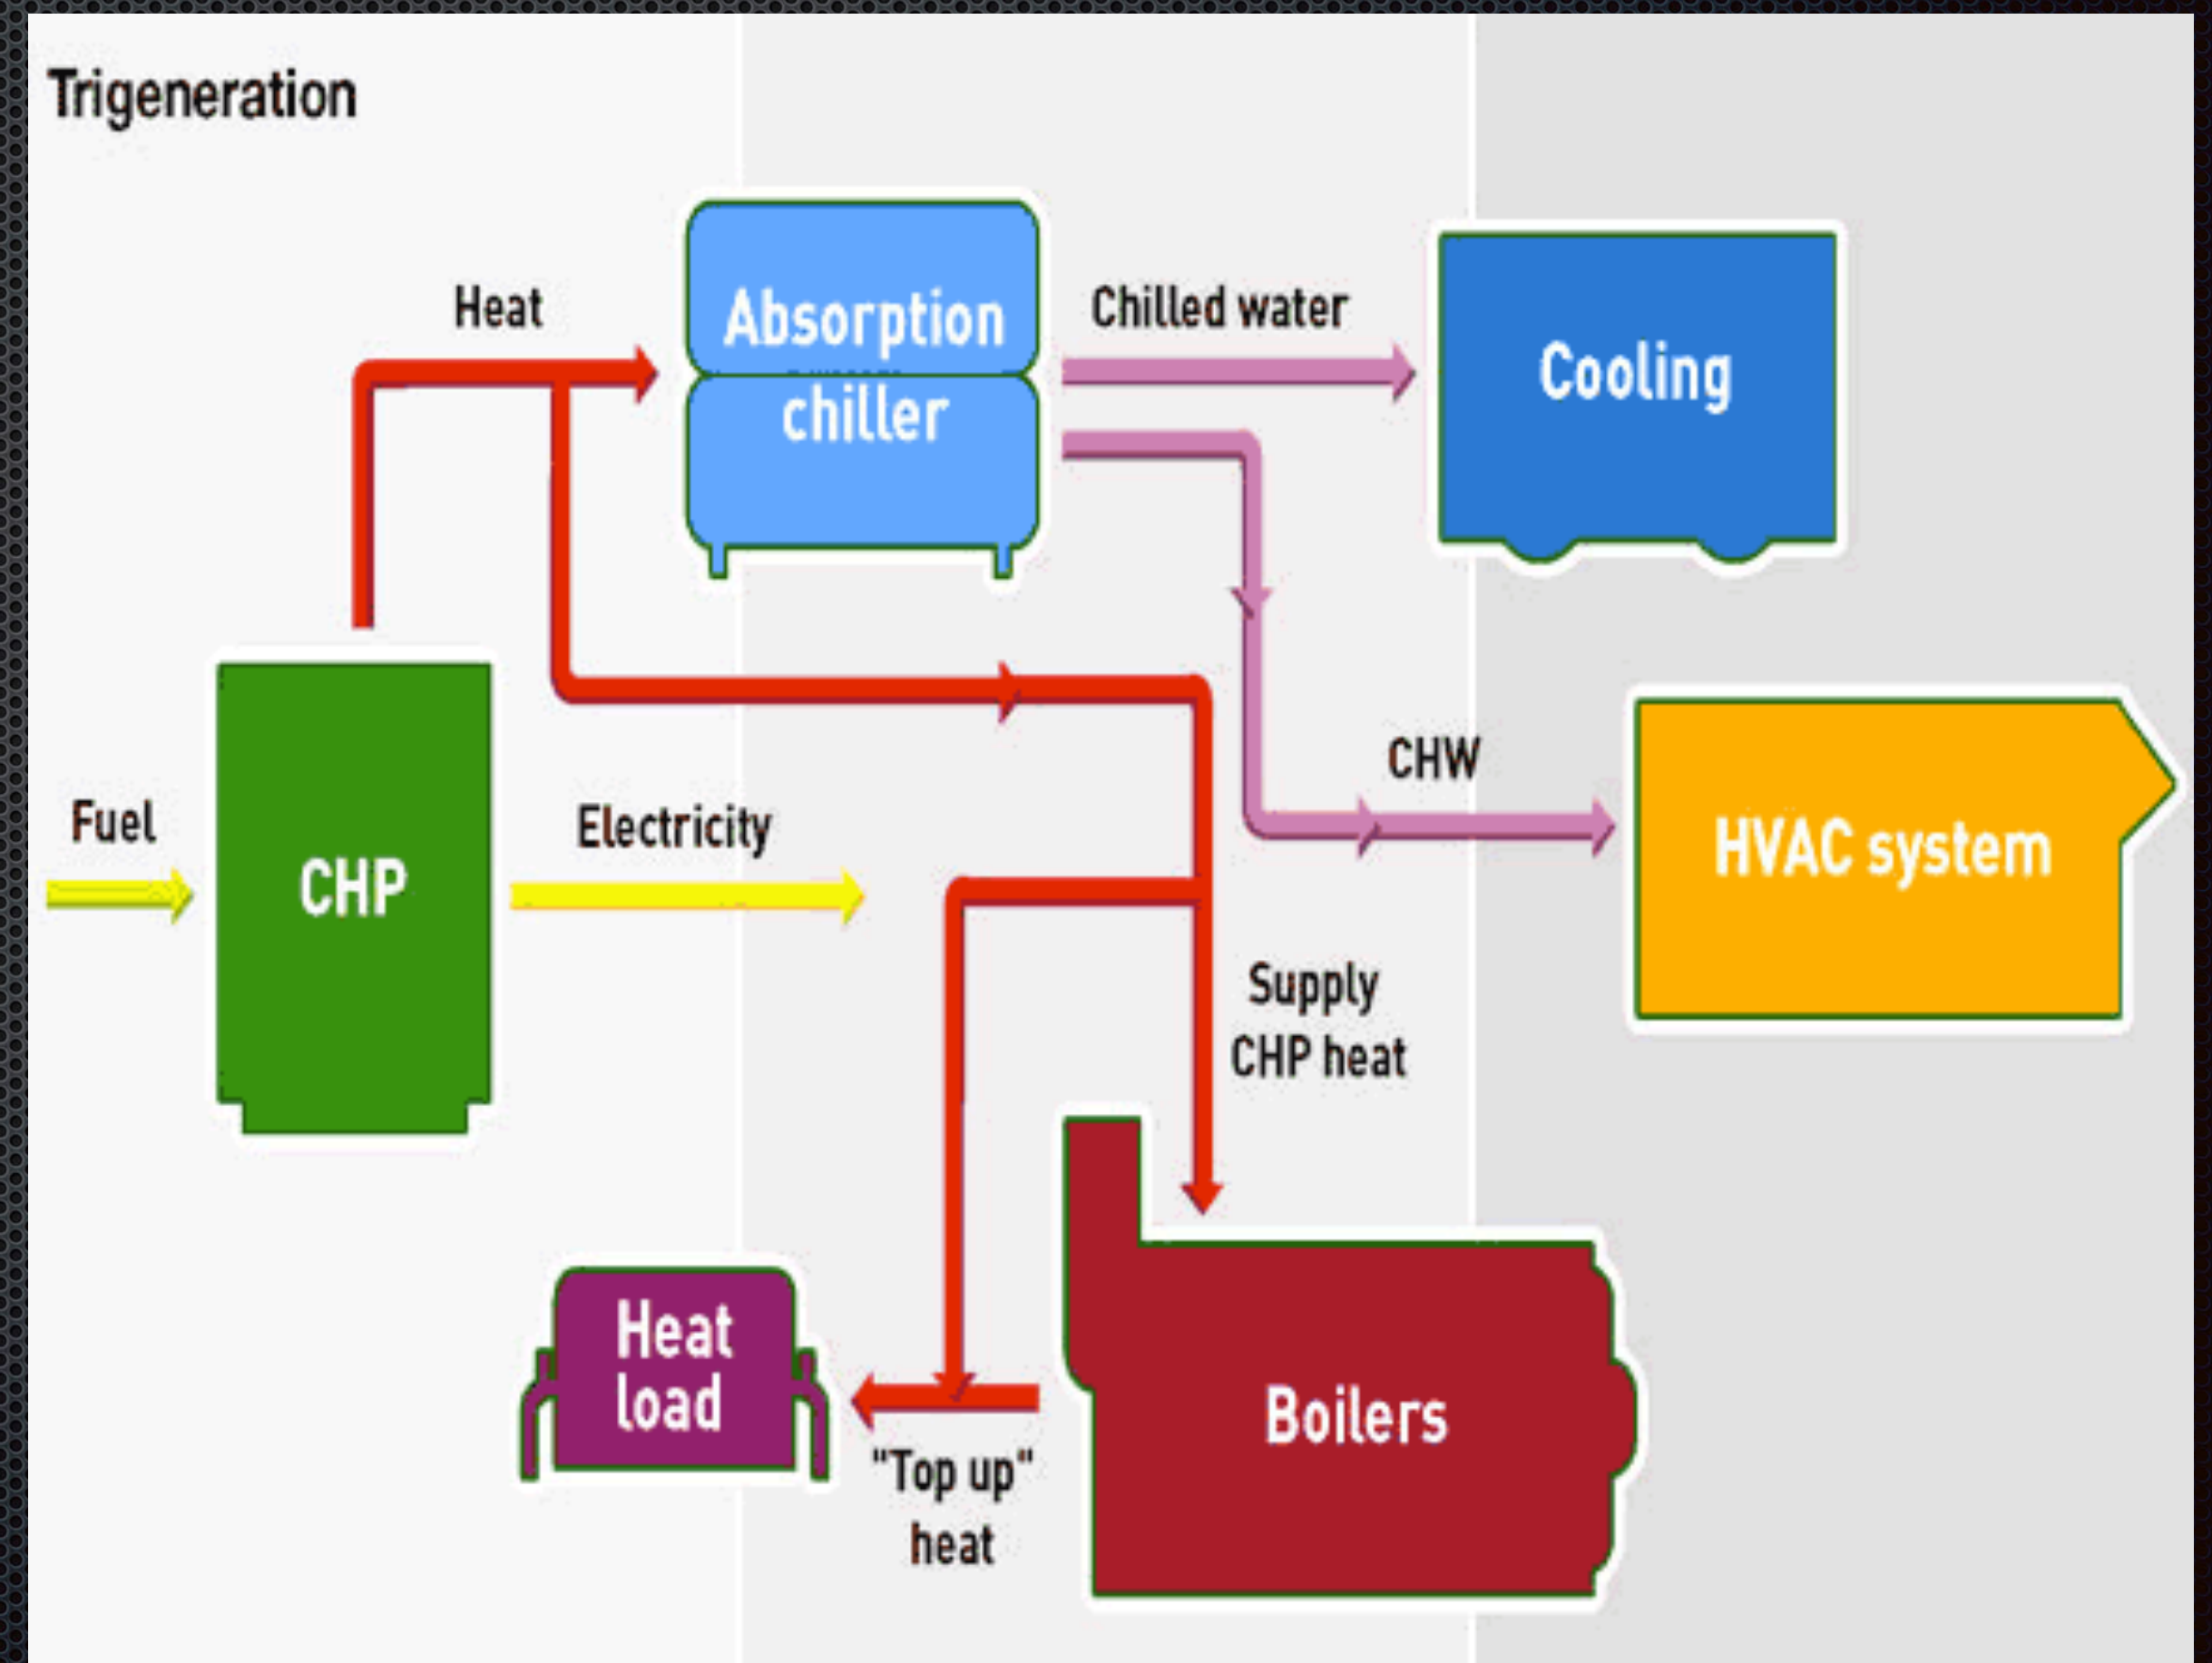 Trigeneration
Heat
Absorption
chiller
Chilled water
Cooling
Fuel
CHP
Electricity
CHW
HVAC system
Supply
CHP heat
Heat
load
"Top up"
heat
Boilers